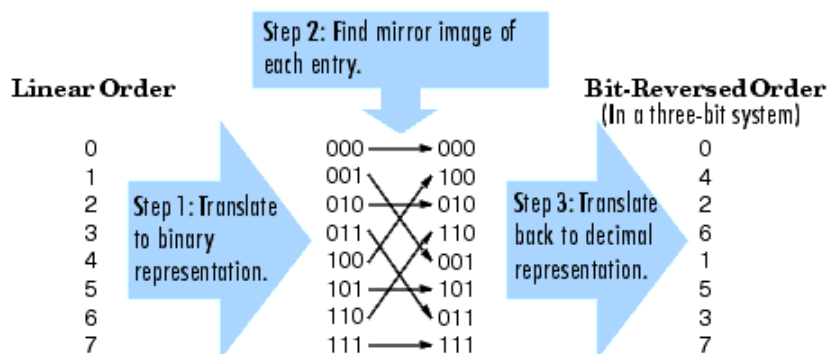 Step 2: Find mirror image of
each entry.
Linear Order
Bit-Reversed Order
(In a three-bit system)
0 000 000 0
1 001 100 4
2 010 010 2
3 011 110 6
4 100 001 1
5 101 101 5
6 110 011 3
7 111 111 7
Step 1: Translate
to binary
representation.
Step 3: Translate
back to decimal
representation.